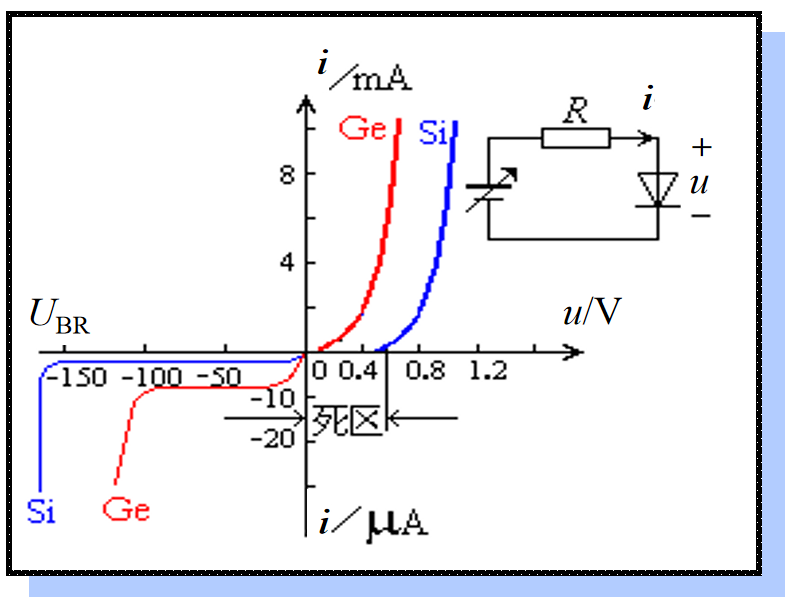 i /mA
Ge
Si
R
i
+
u
−
8
4
U_BR
u/V
-150 -100 -50
0 0.4 0.8 1.2
-10
死区
-20
Si
Ge
i/μA